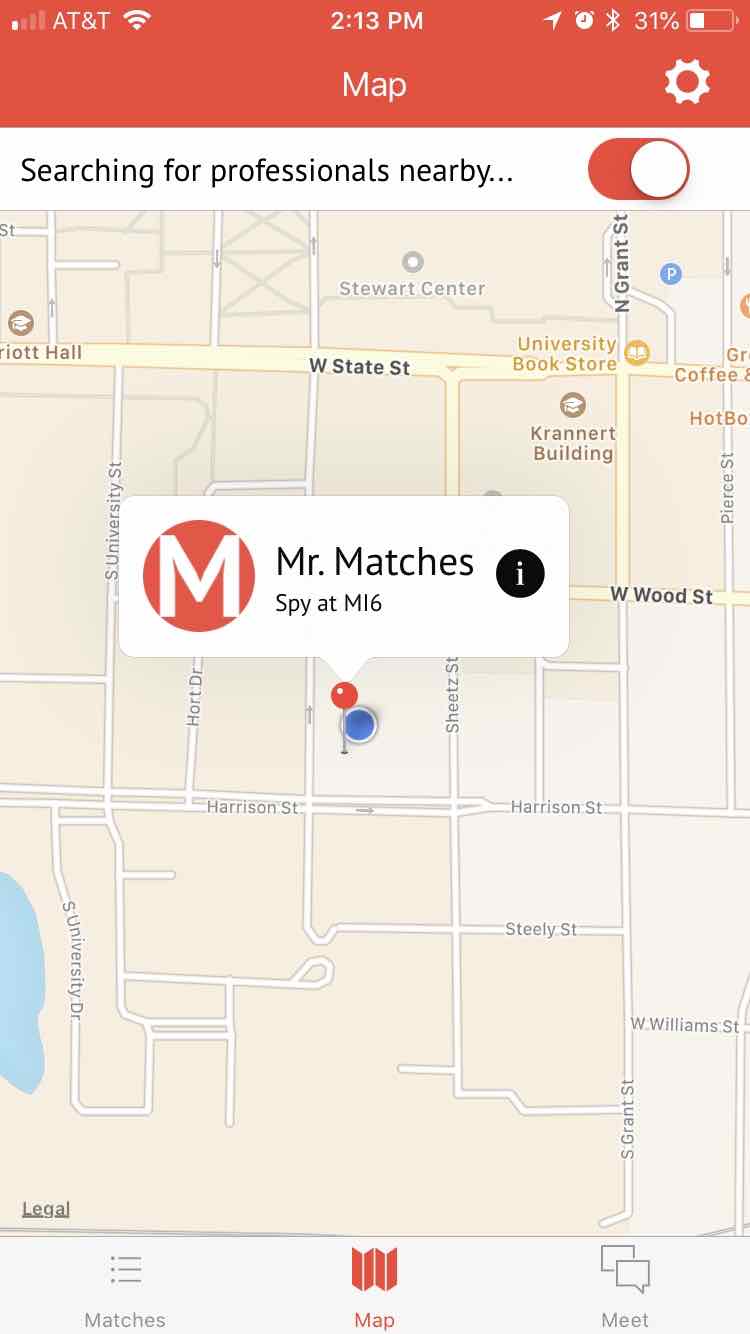 AT&T
2:13 PM
31%
Map
Searching for professionals nearby...
St
Stewart Center
N Grant St
P
riott Hall
W State St
University
Book Store
Gr
Coffee &
HotBo
Krannert
Building
S University St
Pierce St
M
Mr. Matches
i
Spy at MI6
W Wood St
Hort Dr
Sheetz St
Harrison St
Harrison St
S University Dr
Steely St
W Williams St
S Grant St
Legal
Matches
Map
Meet